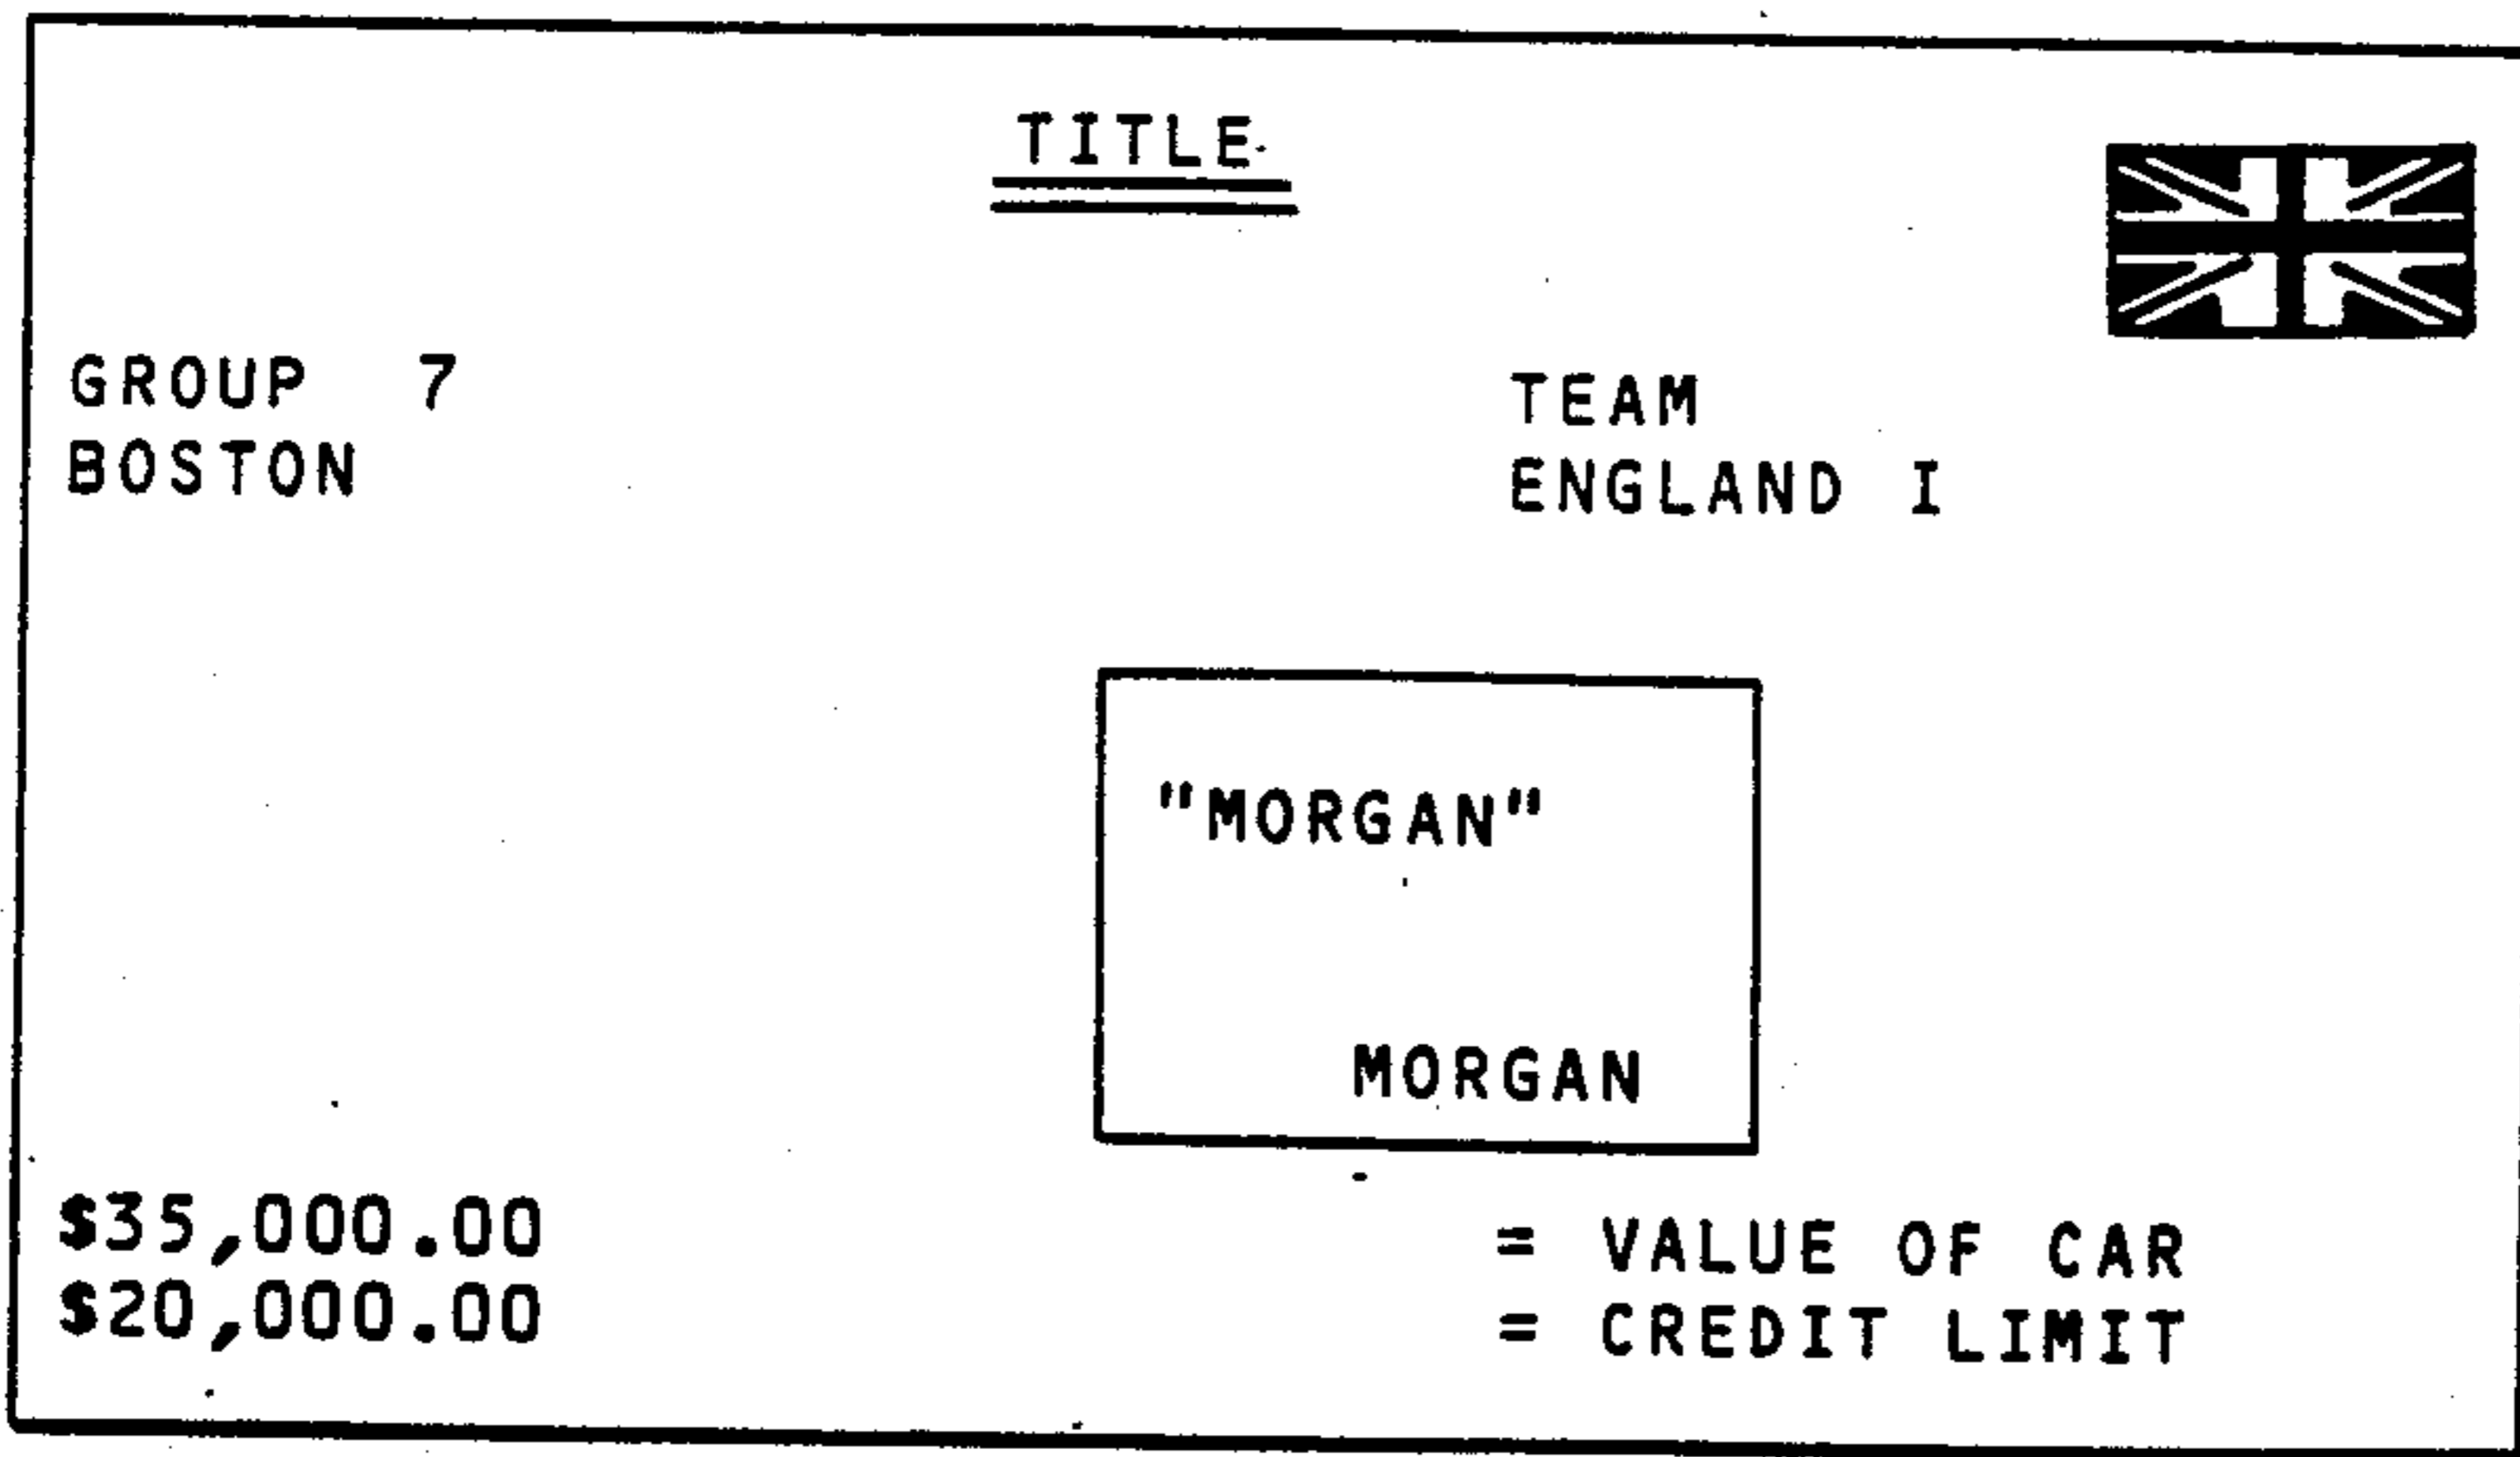 TITLE
GROUP 7
BOSTON
TEAM
ENGLAND I
"MORGAN"
MORGAN
$35,000.00 = VALUE OF CAR
$20,000.00 = CREDIT LIMIT